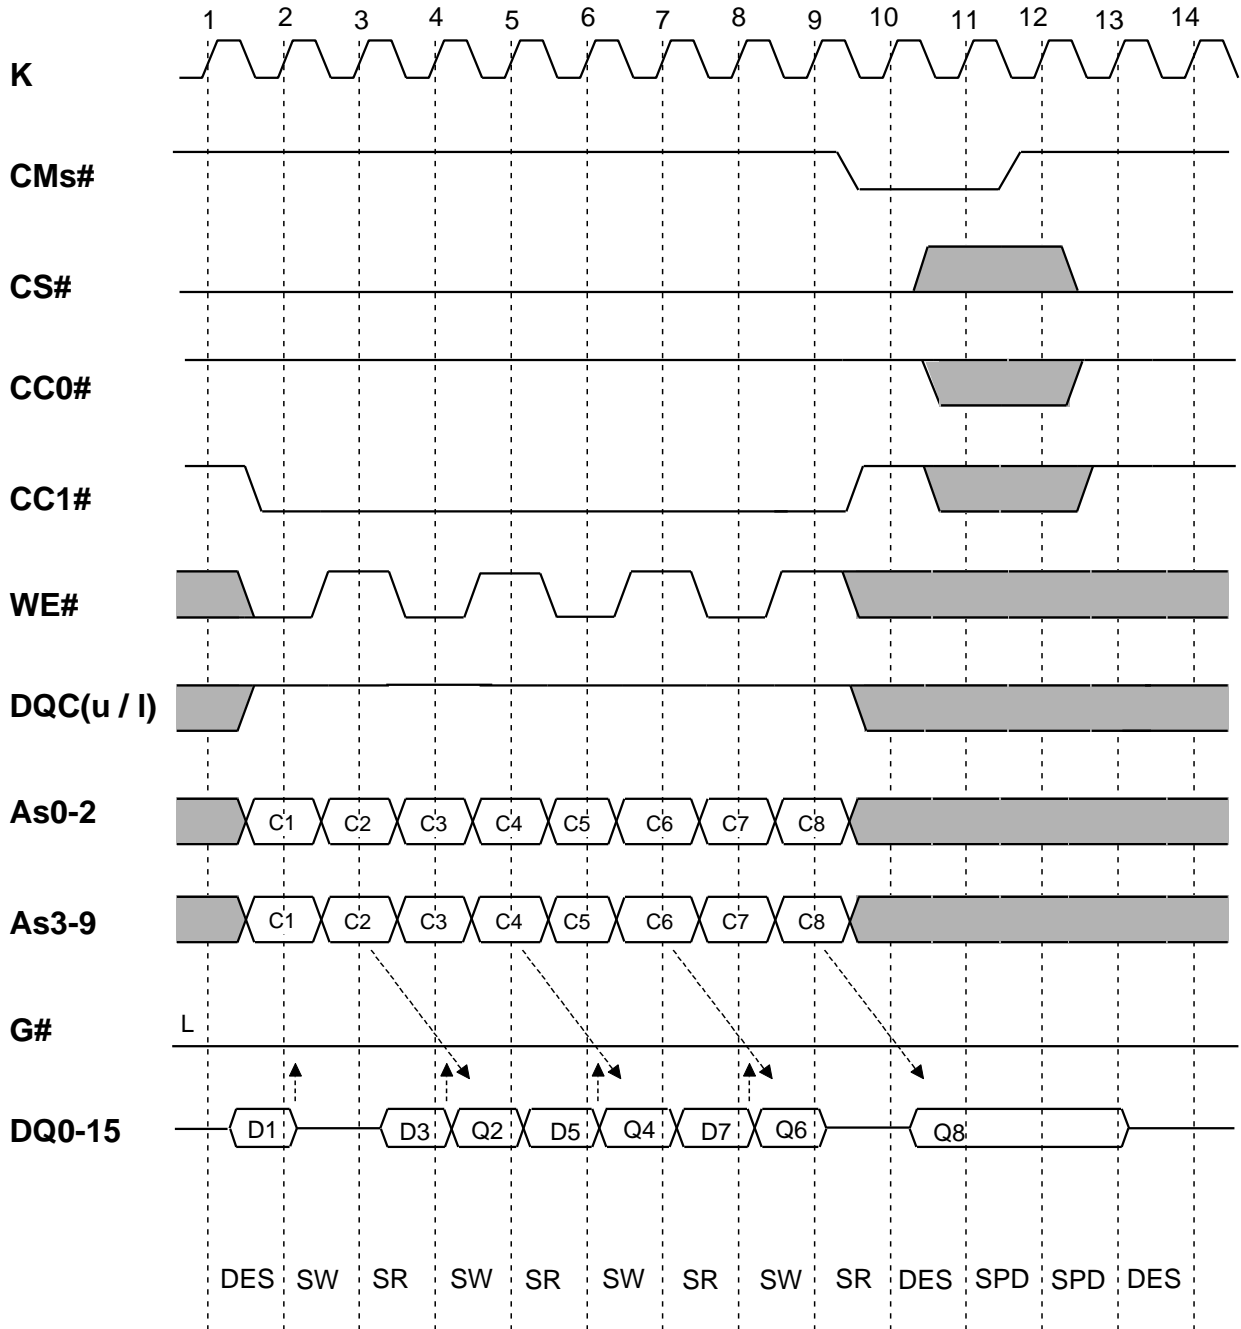 1 2 3 4 5 6 7 8 9 10 11 12 13 14
K
CMs#
CS#
CC0#
CC1#
WE#
DQC(u / l)
As0-2 C1 C2 C3 C4 C5 C6 C7 C8
As3-9 C1 C2 C3 C4 C5 C6 C7 C8
G# L
DQ0-15 D1 D3 Q2 D5 Q4 D7 Q6 Q8
DES SW SR SW SR SW SR SW SR DES SPD SPD DES